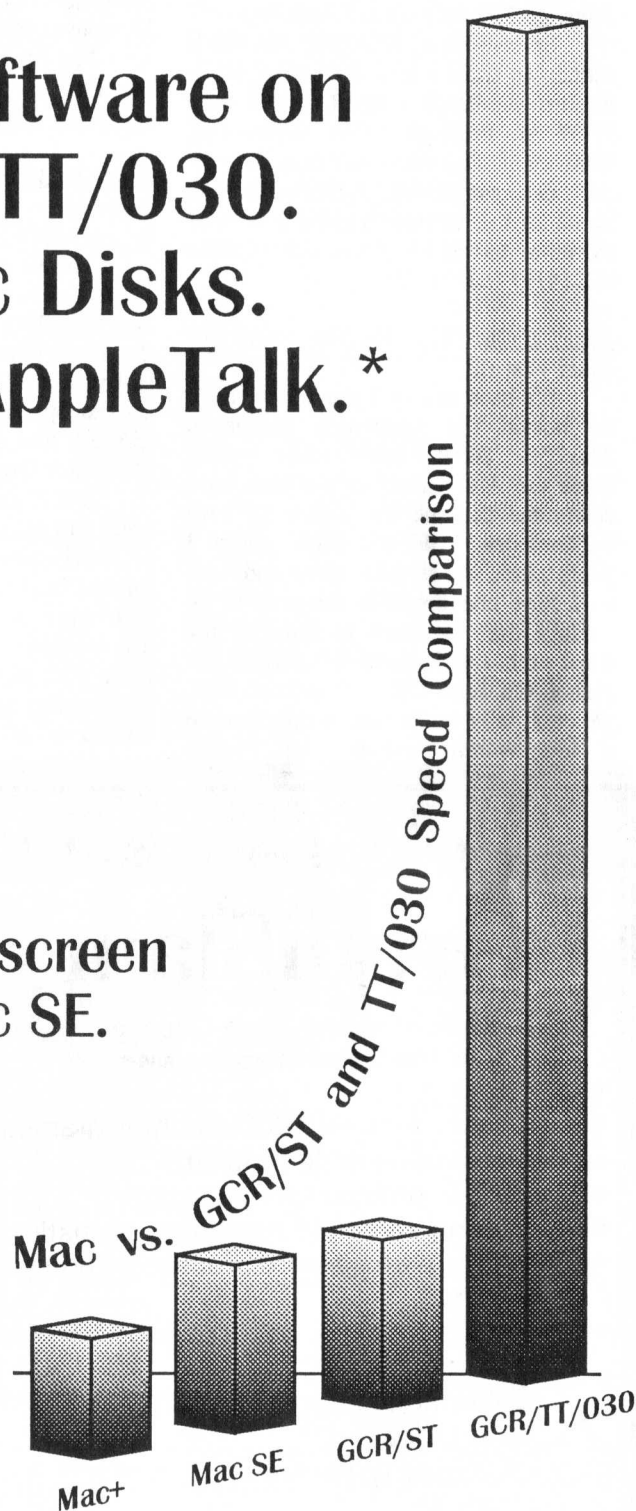 ftware on
TT/030.
c Disks.
AppleTalk.*
screen
c SE.
Mac vs. GCR/ST and TT/030 Speed Comparison
Mac+
Mac SE
GCR/ST
GCR/TT/030